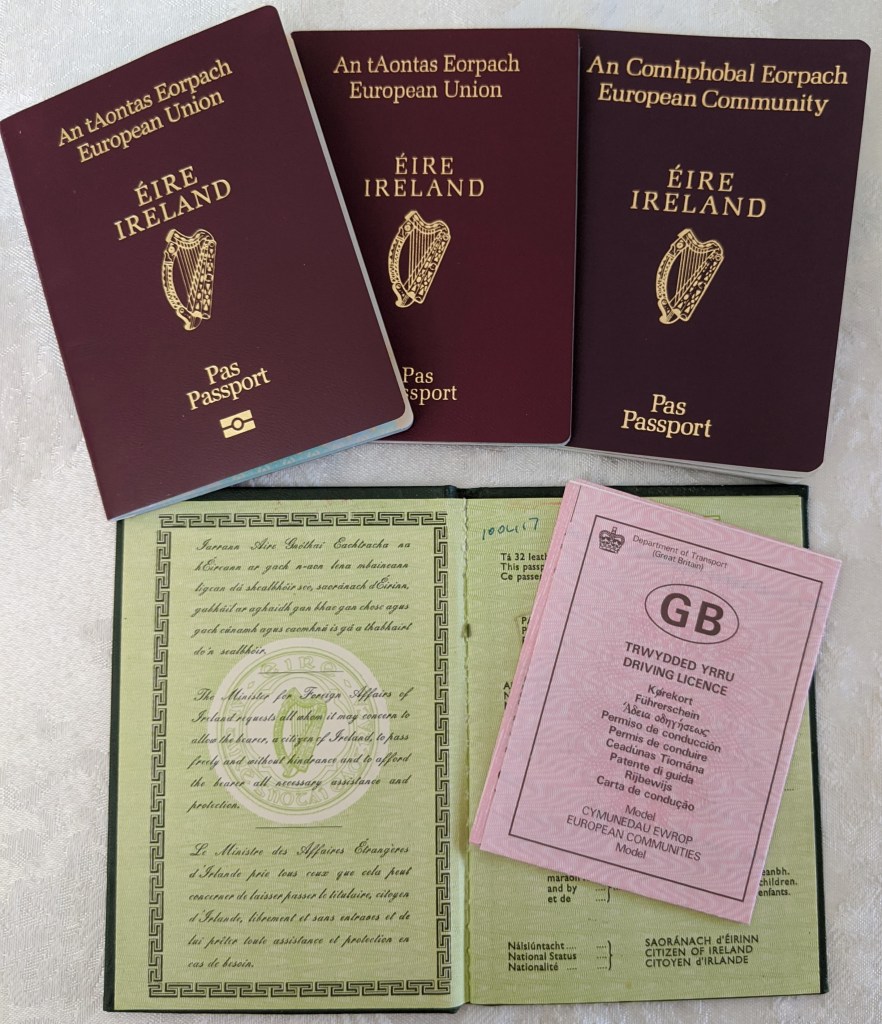 An tAontas Eorpach
European Union
ÉIRE
IRELAND
Pas
Passport
An tAontas Eorpach
European Union
ÉIRE
IRELAND
Pas
ssport
An Comhphobal Eorpach
European Community
ÉIRE
IRELAND
Pas
Passport
Iarrann Aire Gnóthaí Eachtracha na
hÉireann ar gach n-aon lena mbaineann
ligean dá shealbhóir seo, saoránach d'Éirinn,
gabháil ar aghaidh gan bhac gan chosc agus
gach cúnamh agus caomhnú is gá a thabhairt
do'n sealbhóir.
The Minister for Foreign Affairs of
Ireland requests all whom it may concern to
allow the bearer, a citizen of Ireland, to pass
freely and without hindrance and to afford
the bearer all necessary assistance and
protection.
Le Ministre des Affaires Étrangères
d'Irlande prie tous ceux que cela peut
concerner de laisser passer le titulaire, citoyen
d'Irlande, librement et sans entraves et de
lui prêter toute assistance et protection en
cas de besoin.
Tá 32 leath
This passp
Ce passe
Department of Transport
(Great Britain)
GB
TRWYDDED YRRU
DRIVING LICENCE
Kørekort
Führerschein
Ἄδεια ὁδηγήσεως
Permiso de conducción
Permis de conduire
Ceadúnas Tiomána
Patente di guida
Rijbewijs
Carta de condução
Model
CYMUNEDAU EWROP
EUROPEAN COMMUNITIES
Model
and by
et de
eanbh.
children.
enfants.
Náisiúntacht .... ....
National Status ....
Nationalité .... ....
SAORÁNACH d'ÉIRINN
CITIZEN OF IRELAND
CITOYEN d'IRLANDE